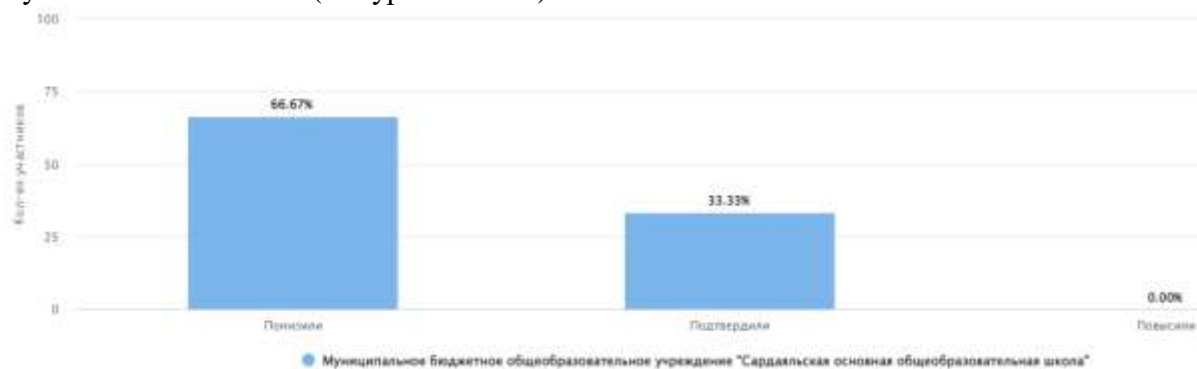 100
75
66.67%
50
33.33%
25
0
0.00%
Кол-во участников
Понизили
Подтвердили
Повысили
Муниципальное бюджетное общеобразовательное учреждение "Сардаяльская основная общеобразовательная школа"